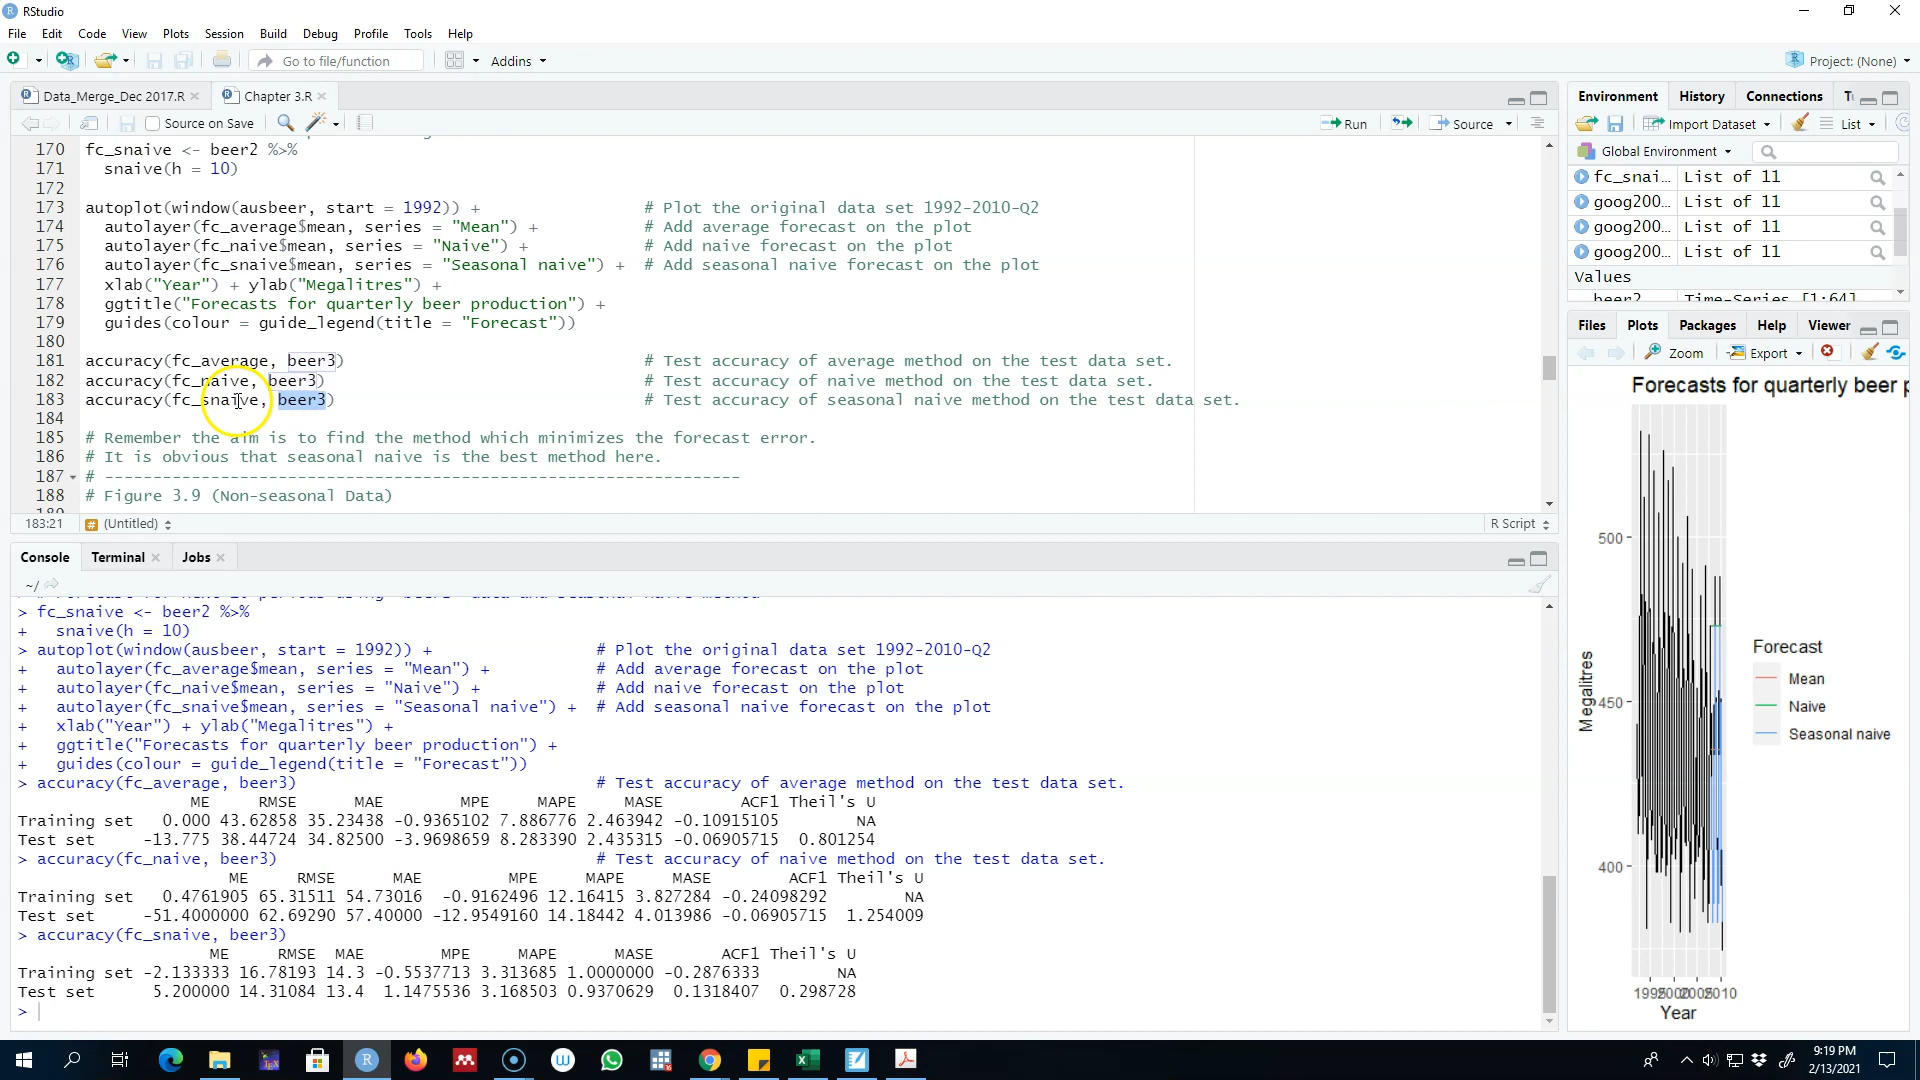 RStudio
File Edit Code View Plots Session Build Debug Profile Tools Help
Go to file/function Addins Project: (None)
Data_Merge_Dec 2017.R Chapter 3.R
Source on Save Run Source
170 fc_snaive <- beer2 %>%
171 snaive(h = 10)
172
173 autoplot(window(ausbeer, start = 1992)) + # Plot the original data set 1992-2010-Q2
174 autolayer(fc_average$mean, series = "Mean") + # Add average forecast on the plot
175 autolayer(fc_naive$mean, series = "Naive") + # Add naive forecast on the plot
176 autolayer(fc_snaive$mean, series = "Seasonal naive") + # Add seasonal naive forecast on the plot
177 xlab("Year") + ylab("Megalitres") +
178 ggtitle("Forecasts for quarterly beer production") +
179 guides(colour = guide_legend(title = "Forecast"))
180
181 accuracy(fc_average, beer3) # Test accuracy of average method on the test data set.
182 accuracy(fc_naive, beer3) # Test accuracy of naive method on the test data set.
183 accuracy(fc_snaive, beer3) # Test accuracy of seasonal naive method on the test data set.
184
185 # Remember the aim is to find the method which minimizes the forecast error.
186 # It is obvious that seasonal naive is the best method here.
187 # -------------------------------------------------------------------
188 # Figure 3.9 (Non-seasonal Data)
183:21 (Untitled) R Script
Console Terminal Jobs
~/
> fc_snaive <- beer2 %>%
+ snaive(h = 10)
> autoplot(window(ausbeer, start = 1992)) + # Plot the original data set 1992-2010-Q2
+ autolayer(fc_average$mean, series = "Mean") + # Add average forecast on the plot
+ autolayer(fc_naive$mean, series = "Naive") + # Add naive forecast on the plot
+ autolayer(fc_snaive$mean, series = "Seasonal naive") + # Add seasonal naive forecast on the plot
+ xlab("Year") + ylab("Megalitres") +
+ ggtitle("Forecasts for quarterly beer production") +
+ guides(colour = guide_legend(title = "Forecast"))
> accuracy(fc_average, beer3) # Test accuracy of average method on the test data set.
ME RMSE MAE MPE MAPE MASE ACF1 Theil's U
Training set 0.000 43.62858 35.23438 -0.9365102 7.886776 2.463942 -0.10915105 NA
Test set -13.775 38.44724 34.82500 -3.9698659 8.283390 2.435315 -0.06905715 0.801254
> accuracy(fc_naive, beer3) # Test accuracy of naive method on the test data set.
ME RMSE MAE MPE MAPE MASE ACF1 Theil's U
Training set 0.4761905 65.31511 54.73016 -0.9162496 12.16415 3.827284 -0.24098292 NA
Test set -51.4000000 62.69290 57.40000 -12.9549160 14.18442 4.013986 -0.06905715 1.254009
> accuracy(fc_snaive, beer3)
ME RMSE MAE MPE MAPE MASE ACF1 Theil's U
Training set -2.133333 16.78193 14.3 -0.5537713 3.313685 1.0000000 -0.2876333 NA
Test set 5.200000 14.31084 13.4 1.1475536 3.168503 0.9370629 0.1318407 0.298728
>
Environment History Connections
Import Dataset List
Global Environment
fc_snai... List of 11
goog200... List of 11
goog200... List of 11
goog200... List of 11
Values
beer2 Time-Series [1:64]
Files Plots Packages Help Viewer
Zoom Export
Forecasts for quarterly beer p
500
450
400
Megalitres
1995 2000 2005 2010
Year
Forecast
Mean
Naive
Seasonal naive
9:19 PM
2/13/2021